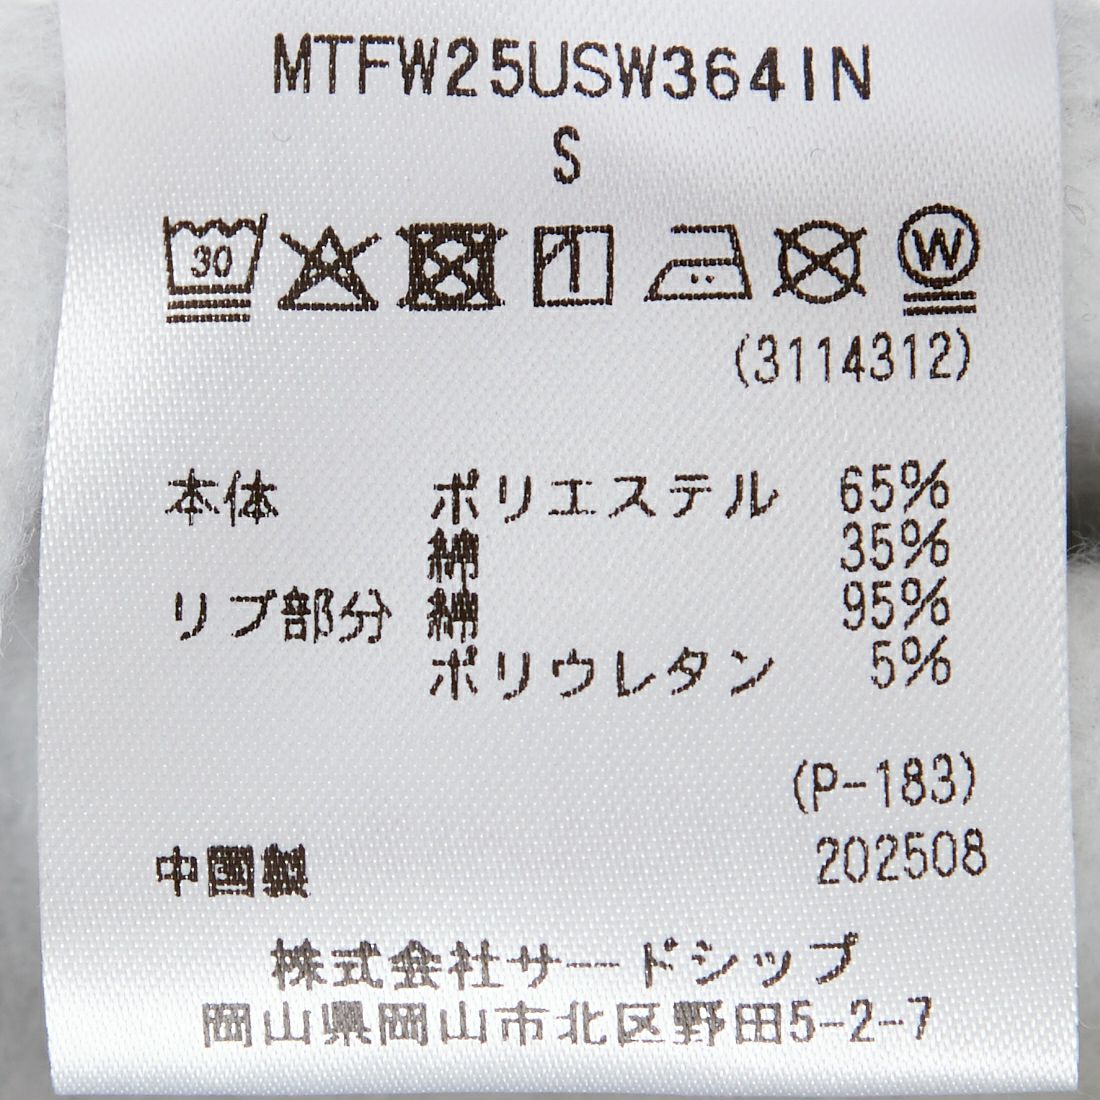 MTFW25USW364IN
S
30
W
(3114312)
本体 ポリエステル 65%
綿 35%
リブ部分 綿 95%
ポリウレタン 5%
(P-183)
中国製 202508
株式会社サードシップ
岡山県岡山市北区野田5-2-7